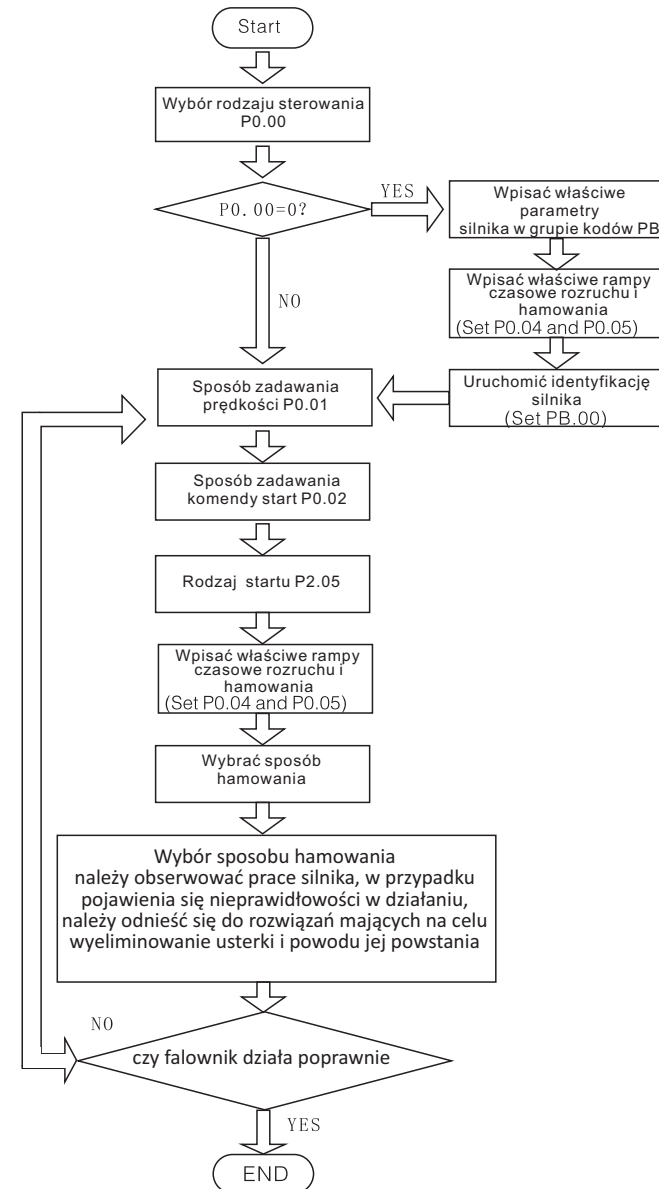 Start
Wybór rodzaju sterowania
P0.00
P0.00=0?
YES
Wpisać właściwe
parametry
silnika w grupie kodów PB
Wpisać właściwe rampy
czasowe rozruchu i
hamowania
(Set P0.04 and P0.05)
Uruchomić identyfikację
silnika
(Set PB.00)
NO
Sposób zadawania
prędkości P0.01
Sposób zadawania
komendy start P0.02
Rodzaj startu P2.05
Wpisać właściwe rampy
czasowe rozruchu i
hamowania
(Set P0.04 and P0.05)
Wybrać sposób
hamowania
Wybór sposobu hamowania
należy obserwować prace silnika, w przypadku
pojawienia się nieprawidłowości w działaniu,
należy odnieść się do rozwiązań mających na celu
wyeliminowanie usterki i powodu jej powstania
NO
czy falownik działa poprawnie
YES
END